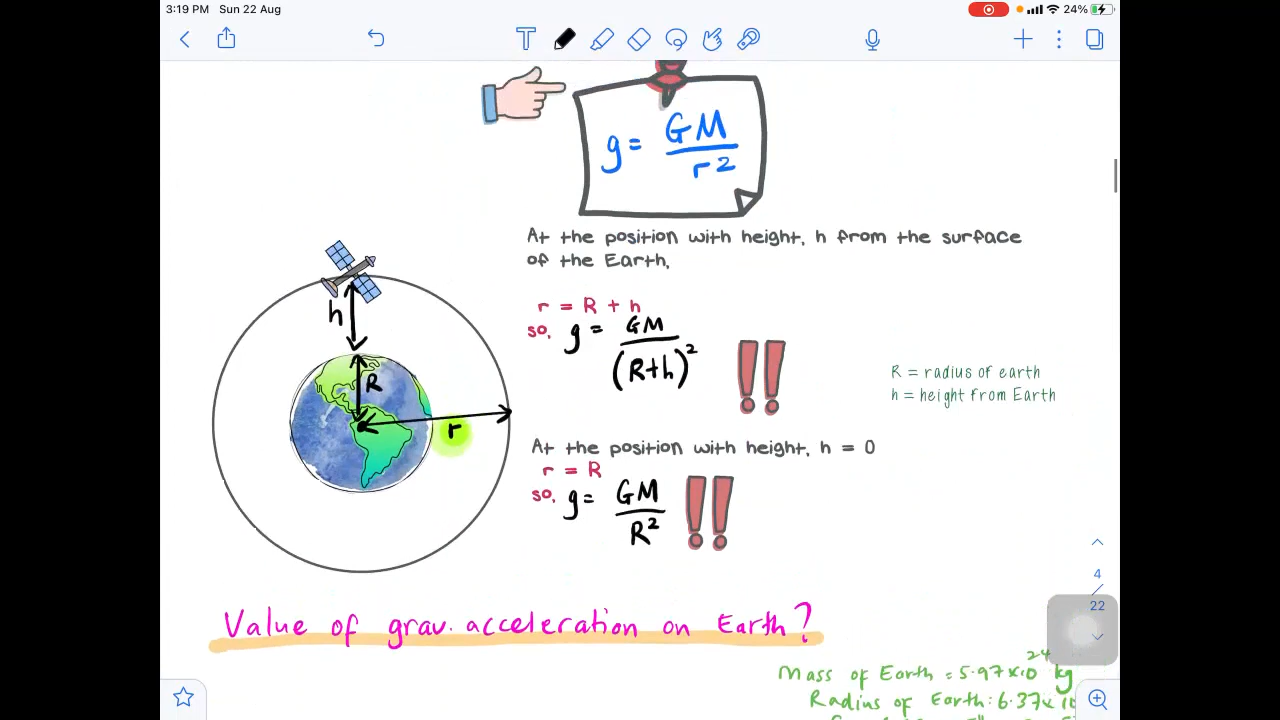 3:19 PM Sun 22 Aug
24%
T
g = GM
r²
At the position with height, h from the surface
of the Earth,
r = R + h
so, g = GM
(R+h)²
h
R
r
R = radius of earth
h = height from Earth
At the position with height, h = 0
r = R
so, g = GM
R²
4
/
22
Value of grav. acceleration on Earth?
Mass of Earth = 5.97×10²⁴ kg
Radius of Earth: 6.37×10